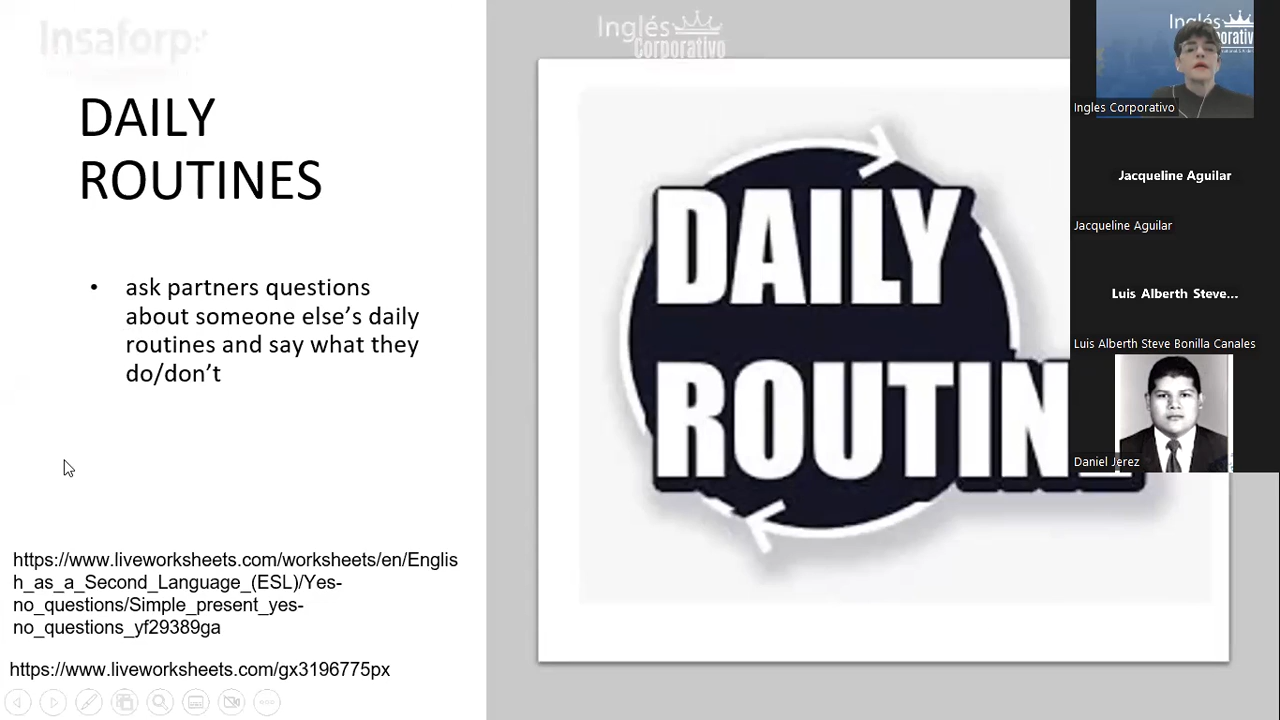 Insaforp
DAILY
ROUTINES
• ask partners questions
about someone else’s daily
routines and say what they
do/don’t
https://www.liveworksheets.com/worksheets/en/Englis
h_as_a_Second_Language_(ESL)/Yes-
no_questions/Simple_present_yes-
no_questions_yf29389ga
https://www.liveworksheets.com/gx3196775px
Inglés
Corporativo
DAILY
ROUTIN
Inglés
Ingles Corporativo
Jacqueline Aguilar
Jacqueline Aguilar
Luis Alberth Steve...
Luis Alberth Steve Bonilla Canales
Daniel Jerez